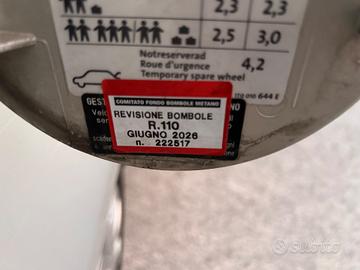 2,3 2,3
2,5 3,0
Notreserverad
Roue d'urgence
Temporary spare wheel
4,2
644 E
COMITATO FONDO BOMBOLE METANO
REVISIONE BOMBOLE
R.110
GIUGNO 2026
n. 222517
Subito